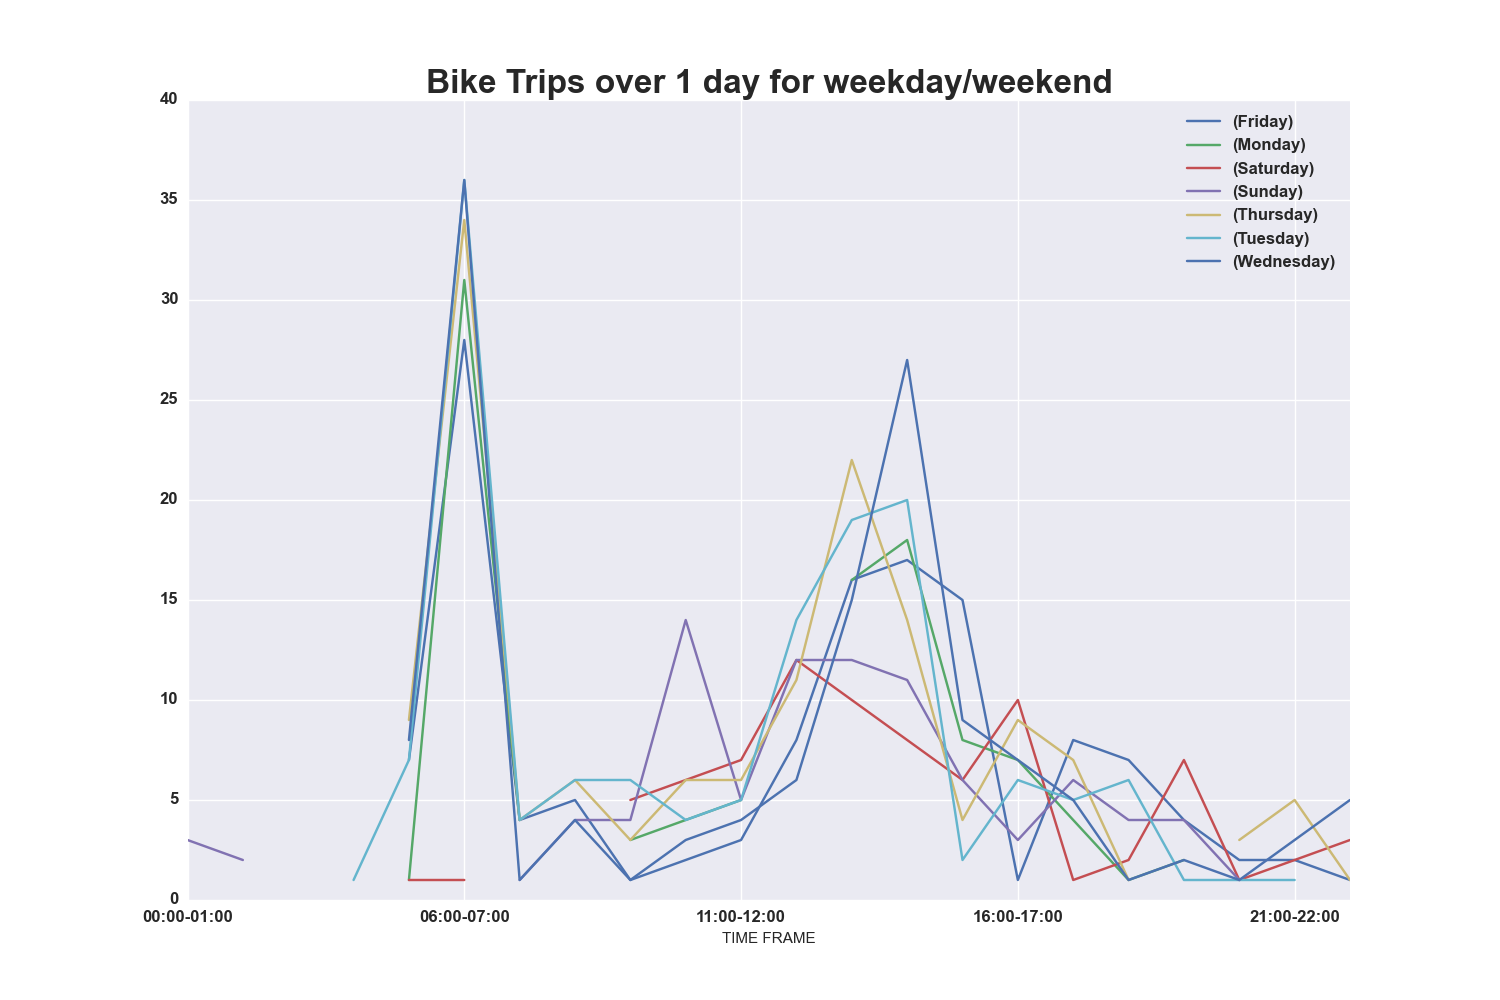 Bike Trips over 1 day for weekday/weekend
40
35
30
25
20
15
10
5
0
(Friday)
(Monday)
(Saturday)
(Sunday)
(Thursday)
(Tuesday)
(Wednesday)
00:00-01:00 06:00-07:00 11:00-12:00 16:00-17:00 21:00-22:00
TIME FRAME